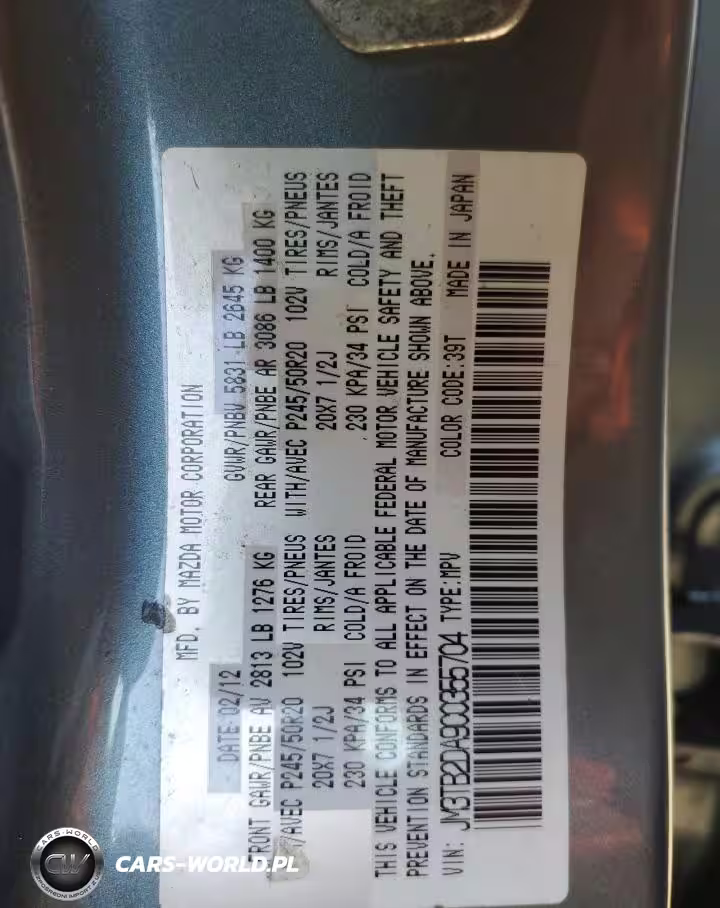 MFD. BY MAZDA MOTOR CORPORATION
DATE:02/12 GVWR/PNBV 5831 LB 2645 KG
FRONT GAWR/PNBE AV 2813 LB 1276 KG REAR GAWR/PNBE AR 3086 LB 1400 KG
/AVEC P245/50R20 102V TIRES/PNEUS WITH/AVEC P245/50R20 102V TIRES/PNEUS
20X7 1/2J RIMS/JANTES 20X7 1/2J RIMS/JANTES
230 KPA/34 PSI COLD/A FROID 230 KPA/34 PSI COLD/A FROID
THIS VEHICLE CONFORMS TO ALL APPLICABLE FEDERAL MOTOR VEHICLE SAFETY AND THEFT
PREVENTION STANDARDS IN EFFECT ON THE DATE OF MANUFACTURE SHOWN ABOVE.
VIN: JM3TB2DA9C0355704 TYPE:MPV COLOR CODE:39T MADE IN JAPAN
CARS-WORLD
CW
CARS-WORLD.PL